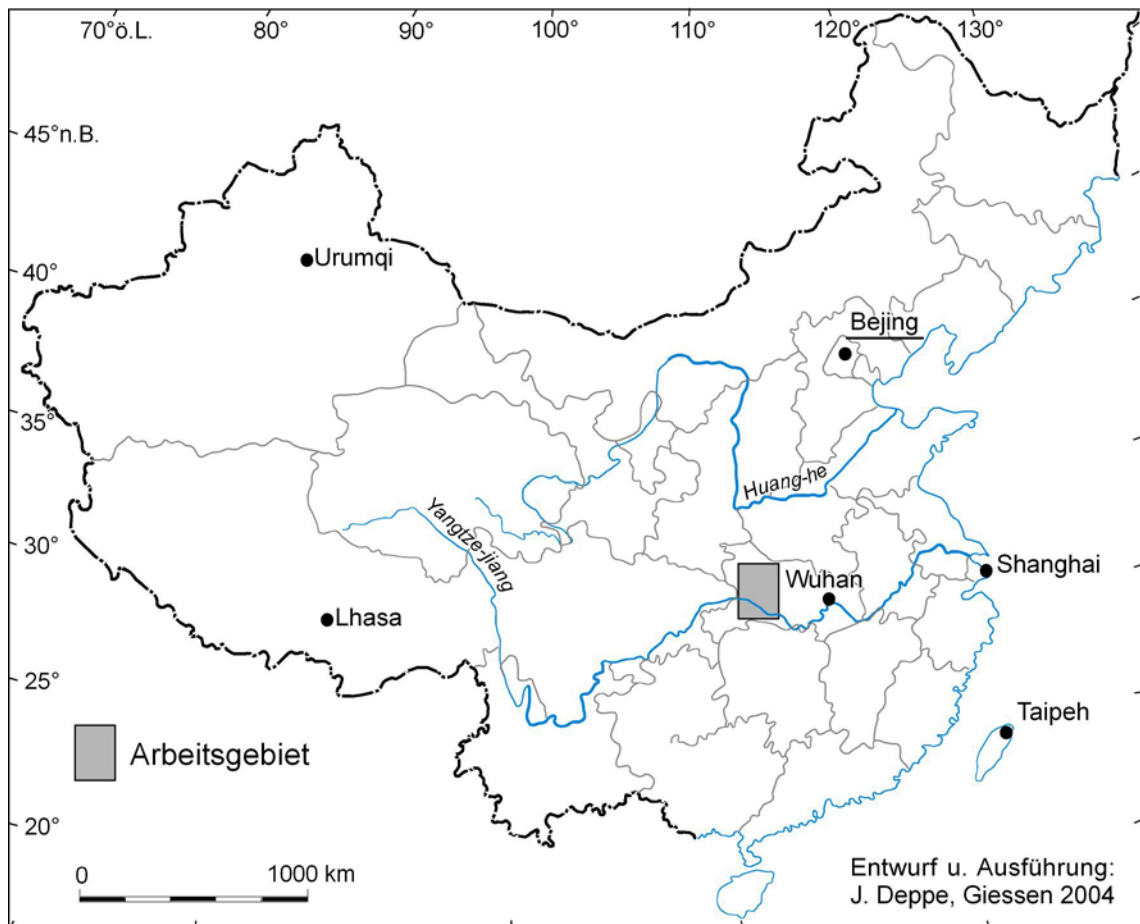 70°ö.L.
80°
90°
100°
110°
120°
130°
45°n.B.
Urumqi
40°
Bejing
35°
Huang-he
Yangtze-jiang
30°
Shanghai
Wuhan
Lhasa
25°
Taipeh
Arbeitsgebiet
20°
0
1000 km
Entwurf u. Ausführung:
J. Deppe, Giessen 2004